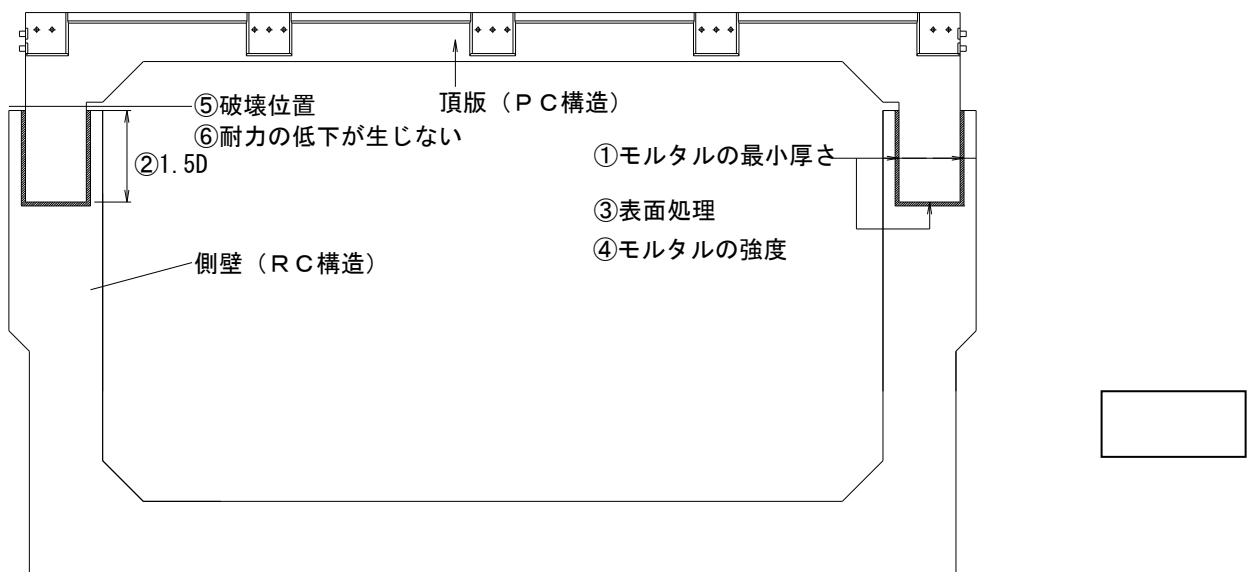 ⑤破壊位置
頂版（ＰＣ構造）
⑥耐力の低下が生じない
②1.5D
①モルタルの最小厚さ
③表面処理
④モルタルの強度
側壁（ＲＣ構造）